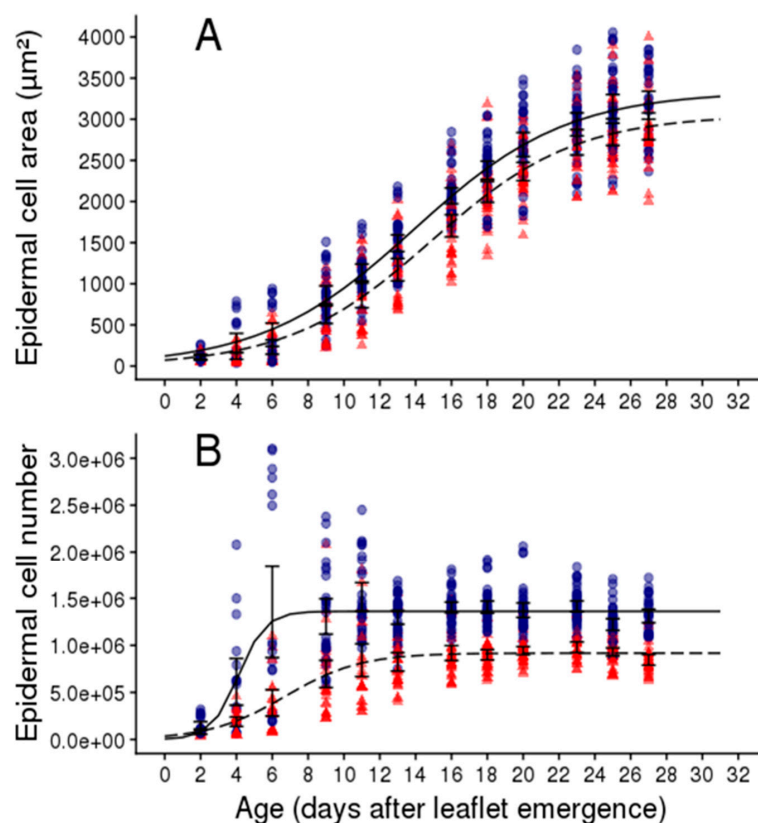 A
Epidermal cell area (µm²)
4000
3500
3000
2500
2000
1500
1000
500
0
0 2 4 6 8 10 12 14 16 18 20 22 24 26 28 30 32
B
Epidermal cell number
3.0e+06
2.5e+06
2.0e+06
1.5e+06
1.0e+06
5.0e+05
0.0e+00
0 2 4 6 8 10 12 14 16 18 20 22 24 26 28 30 32
Age (days after leaflet emergence)